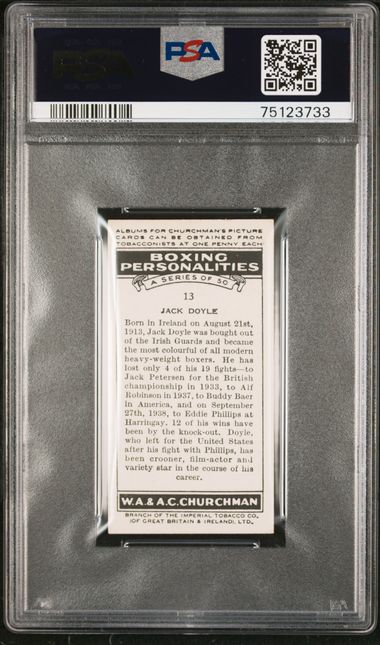 PSA
PSA
75123733
ALBUMS FOR CHURCHMAN'S PICTURE
CARDS CAN BE OBTAINED FROM
TOBACCONISTS AT ONE PENNY EACH
BOXING
PERSONALITIES
A SERIES OF 50
13
JACK DOYLE
Born in Ireland on August 21st,
1913, Jack Doyle was bought out
of the Irish Guards and became
the most colourful of all modern
heavy-weight boxers. He has
lost only 4 of his 19 fights—to
Jack Petersen for the British
championship in 1933, to Alf
Robinson in 1937, to Buddy Baer
in America, and on September
27th, 1938, to Eddie Phillips at
Harringay. 12 of his wins have
been by the knock-out. Doyle,
who left for the United States
after his fight with Phillips, has
been crooner, film-actor and
variety star in the course of his
career.
W.A. & A.C. CHURCHMAN
BRANCH OF THE IMPERIAL TOBACCO CO.
(OF GREAT BRITAIN & IRELAND), LTD.